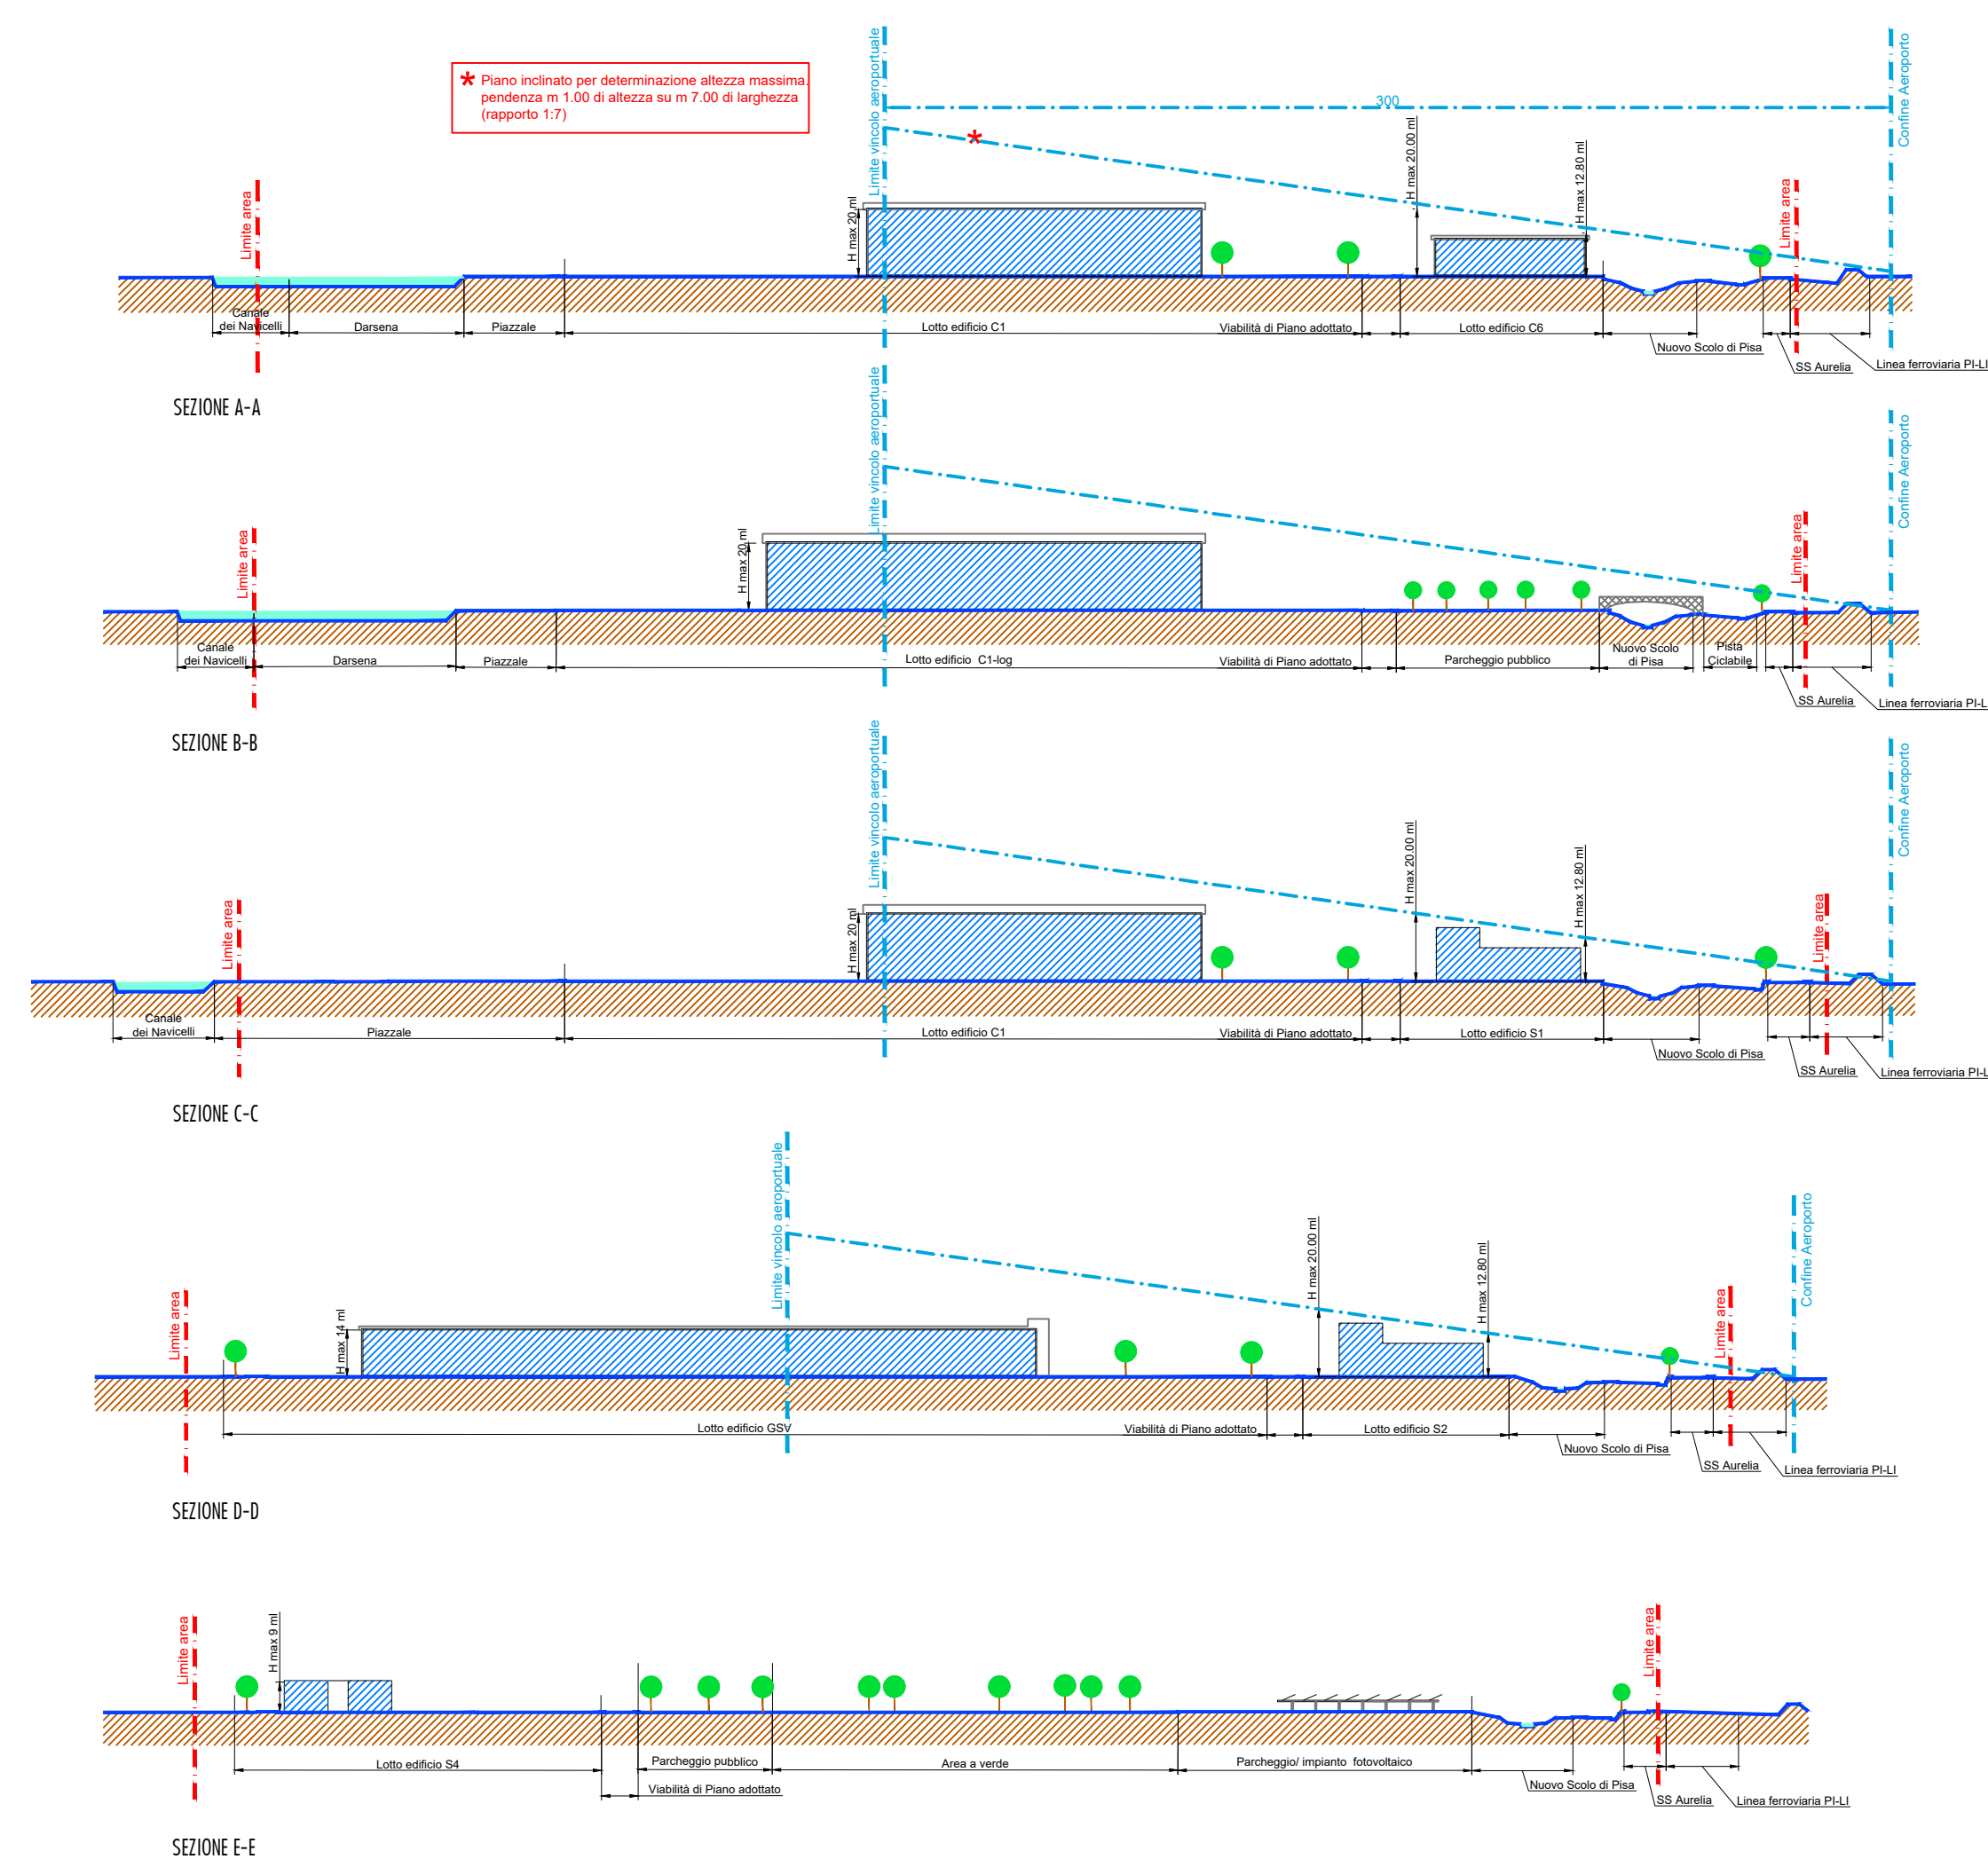 * Piano inclinato per determinazione altezza massima.
pendenza m 1.00 di altezza su m 7.00 di larghezza
(rapporto 1:7)
Limite vincolo aeroportuale
300
Confine Aeroporto
*
Limite area
H max 20 ml
H max 20.00 ml
H max 12.80 ml
Limite area
Canale
dei Navicelli
Darsena
Piazzale
Lotto edificio C1
Viabilità di Piano adottato
Lotto edificio C6
Nuovo Scolo di Pisa
SS Aurelia
Linea ferroviaria PI-LI
SEZIONE A-A
Limite vincolo aeroportuale
Confine Aeroporto
Limite area
H max 20 ml
Limite area
Canale
dei Navicelli
Darsena
Piazzale
Lotto edificio C1-log
Viabilità di Piano adottato
Parcheggio pubblico
Nuovo Scolo
di Pisa
Pista
Ciclabile
SS Aurelia
Linea ferroviaria PI-L
SEZIONE B-B
Limite vincolo aeroportuale
Confine Aeroporto
Limite area
H max 20 ml
H max 20.00 ml
H max 12.80 ml
Limite area
Canale
dei Navicelli
Piazzale
Lotto edificio C1
Viabilità di Piano adottato
Lotto edificio S1
Nuovo Scolo di Pisa
SS Aurelia
Linea ferroviaria PI-L
SEZIONE C-C
Limite vincolo aeroportuale
Confine Aeroporto
Limite area
H max 14 ml
H max 20.00 ml
H max 12.80 ml
Limite area
Lotto edificio GSV
Viabilità di Piano adottato
Lotto edificio S2
Nuovo Scolo di Pisa
SS Aurelia
Linea ferroviaria PI-LI
SEZIONE D-D
Limite area
H max 9 ml
Limite area
Lotto edificio S4
Viabilità di Piano adottato
Parcheggio pubblico
Area a verde
Parcheggio/ impianto fotovoltaico
Nuovo Scolo di Pisa
SS Aurelia
Linea ferroviaria PI-LI
SEZIONE E-E